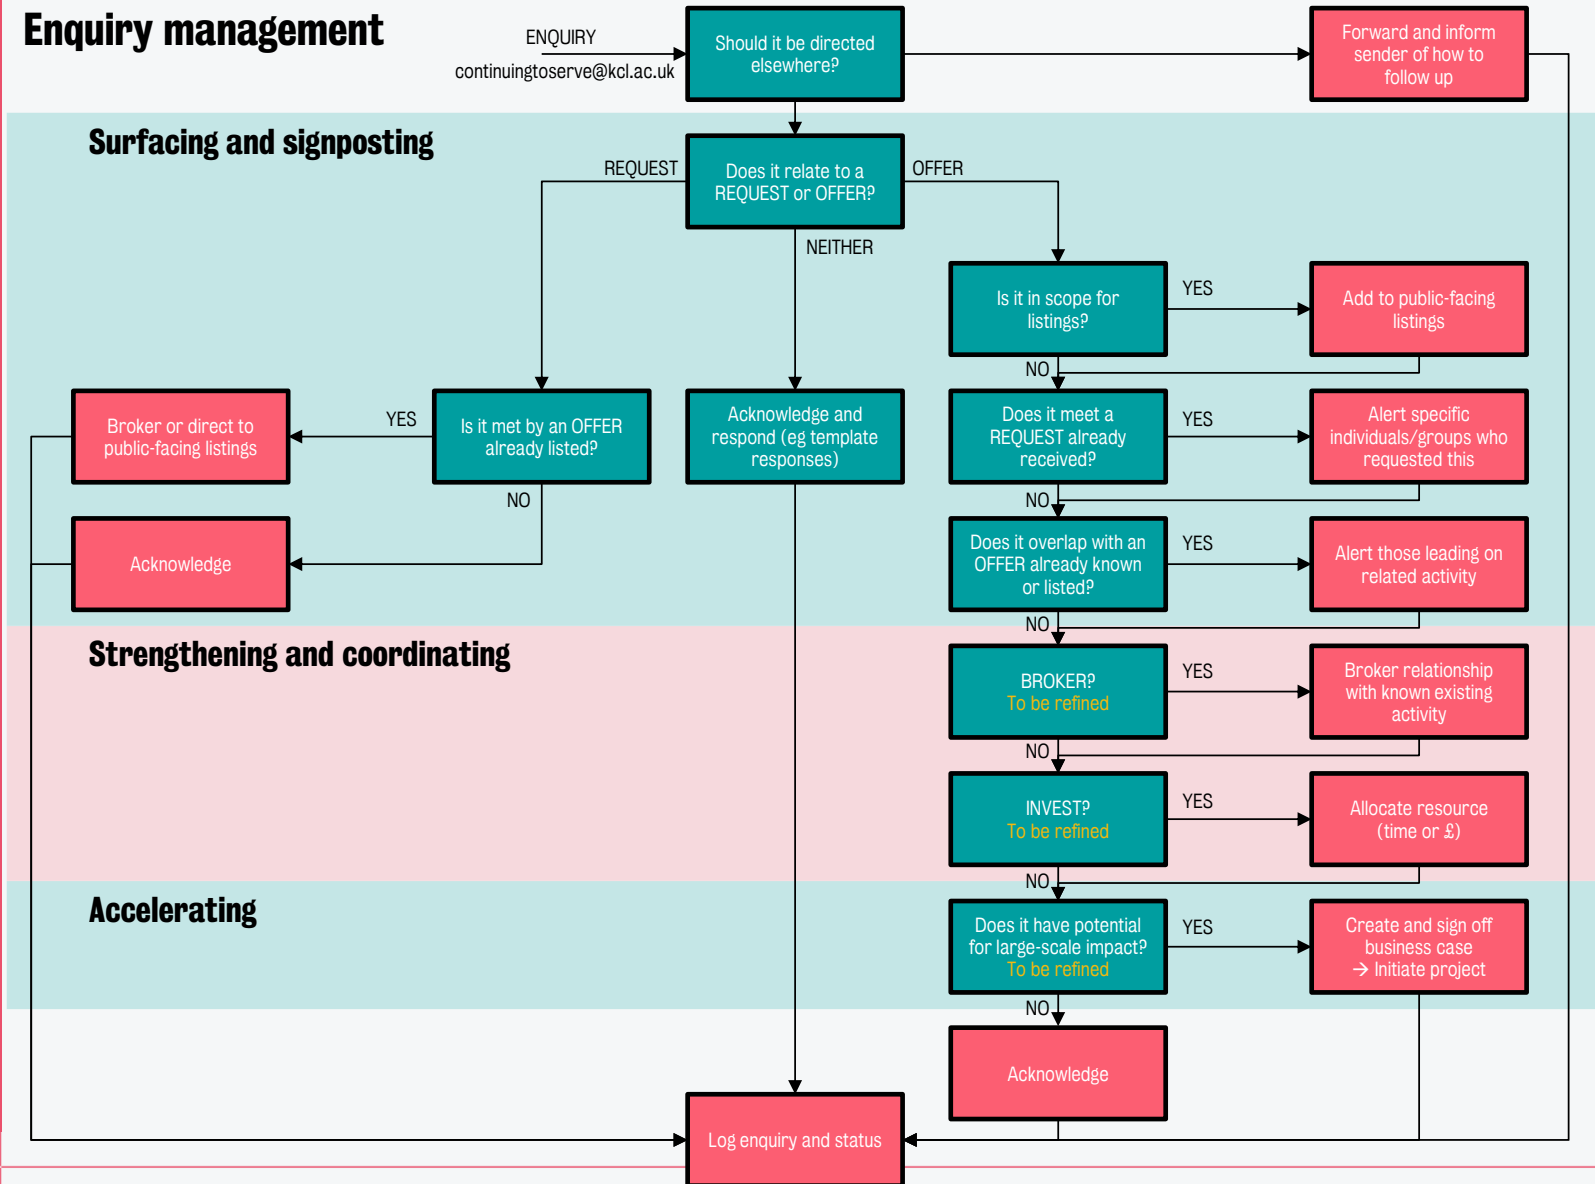 Enquiry management
ENQUIRY
continuingtoserve@kcl.ac.uk
Should it be directed
elsewhere?
Forward and inform
sender of how to
follow up
Surfacing and signposting
REQUEST
Does it relate to a
REQUEST or OFFER?
OFFER
NEITHER
Is it in scope for
listings?
YES
Add to public-facing
listings
NO
Broker or direct to
public-facing listings
YES
Is it met by an OFFER
already listed?
Acknowledge and
respond (eg template
responses)
Does it meet a
REQUEST already
received?
YES
Alert specific
individuals/groups who
requested this
NO
NO
Acknowledge
Does it overlap with an
OFFER already known
or listed?
YES
Alert those leading on
related activity
NO
Strengthening and coordinating
BROKER?
To be refined
YES
Broker relationship
with known existing
activity
NO
INVEST?
To be refined
YES
Allocate resource
(time or £)
NO
Accelerating
Does it have potential
for large-scale impact?
To be refined
YES
Create and sign off
business case
→ Initiate project
NO
Acknowledge
Log enquiry and status